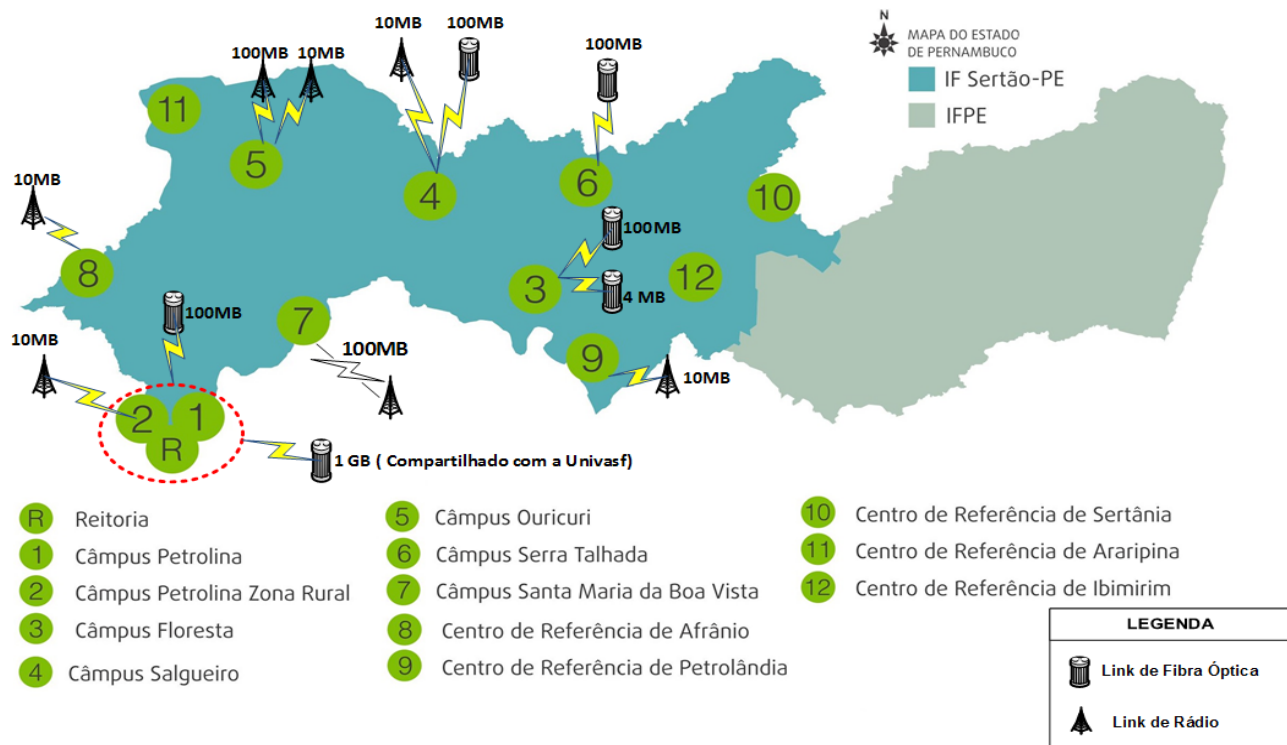 10MB
100MB
100MB
10MB
100MB
N
MAPA DO ESTADO
DE PERNAMBUCO
IF Sertão-PE
IFPE
11
5
4
6
10
10MB
8
100MB
3
4 MB
12
100MB
7
10MB
100MB
9
10MB
2
1
R
1 GB ( Compartilhado com a Univasf)
R Reitoria
1 Câmpus Petrolina
2 Câmpus Petrolina Zona Rural
3 Câmpus Floresta
4 Câmpus Salgueiro
5 Câmpus Ouricuri
6 Câmpus Serra Talhada
7 Câmpus Santa Maria da Boa Vista
8 Centro de Referência de Afrânio
9 Centro de Referência de Petrolândia
10 Centro de Referência de Sertânia
11 Centro de Referência de Araripina
12 Centro de Referência de Ibimirim
LEGENDA
Link de Fibra Óptica
Link de Rádio